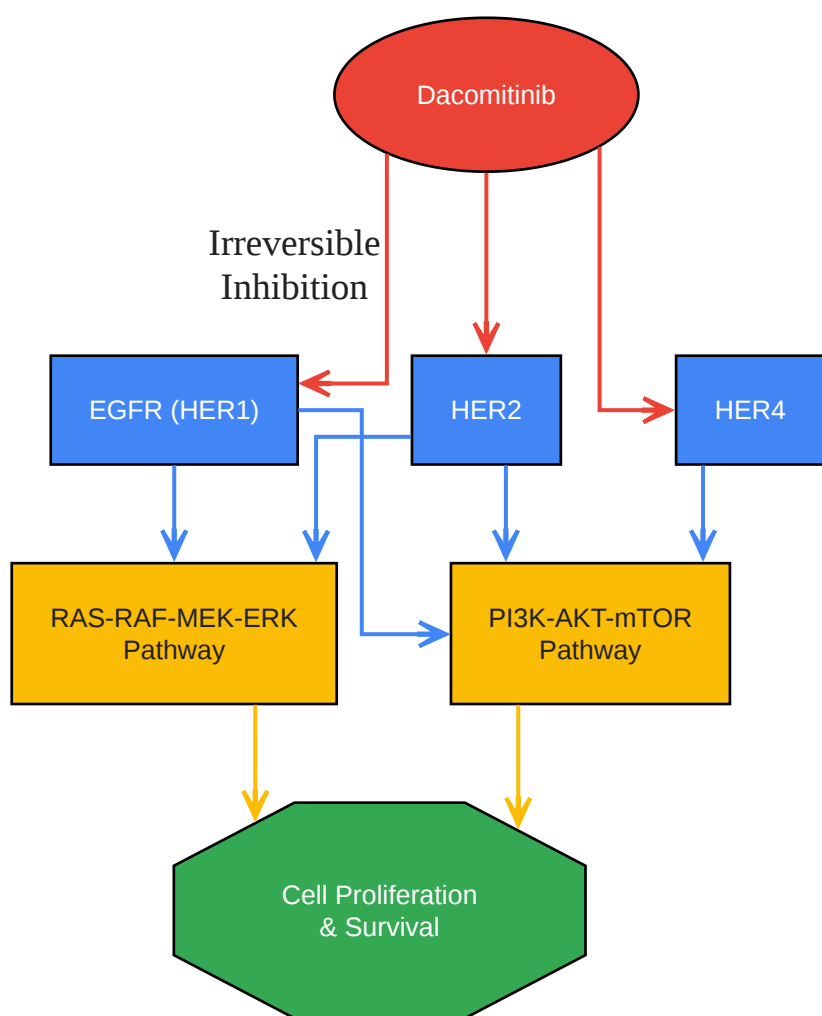 Dacomitinib
Irreversible
Inhibition
EGFR (HER1)
HER2
HER4
RAS-RAF-MEK-ERK
Pathway
PI3K-AKT-mTOR
Pathway
Cell Proliferation
& Survival